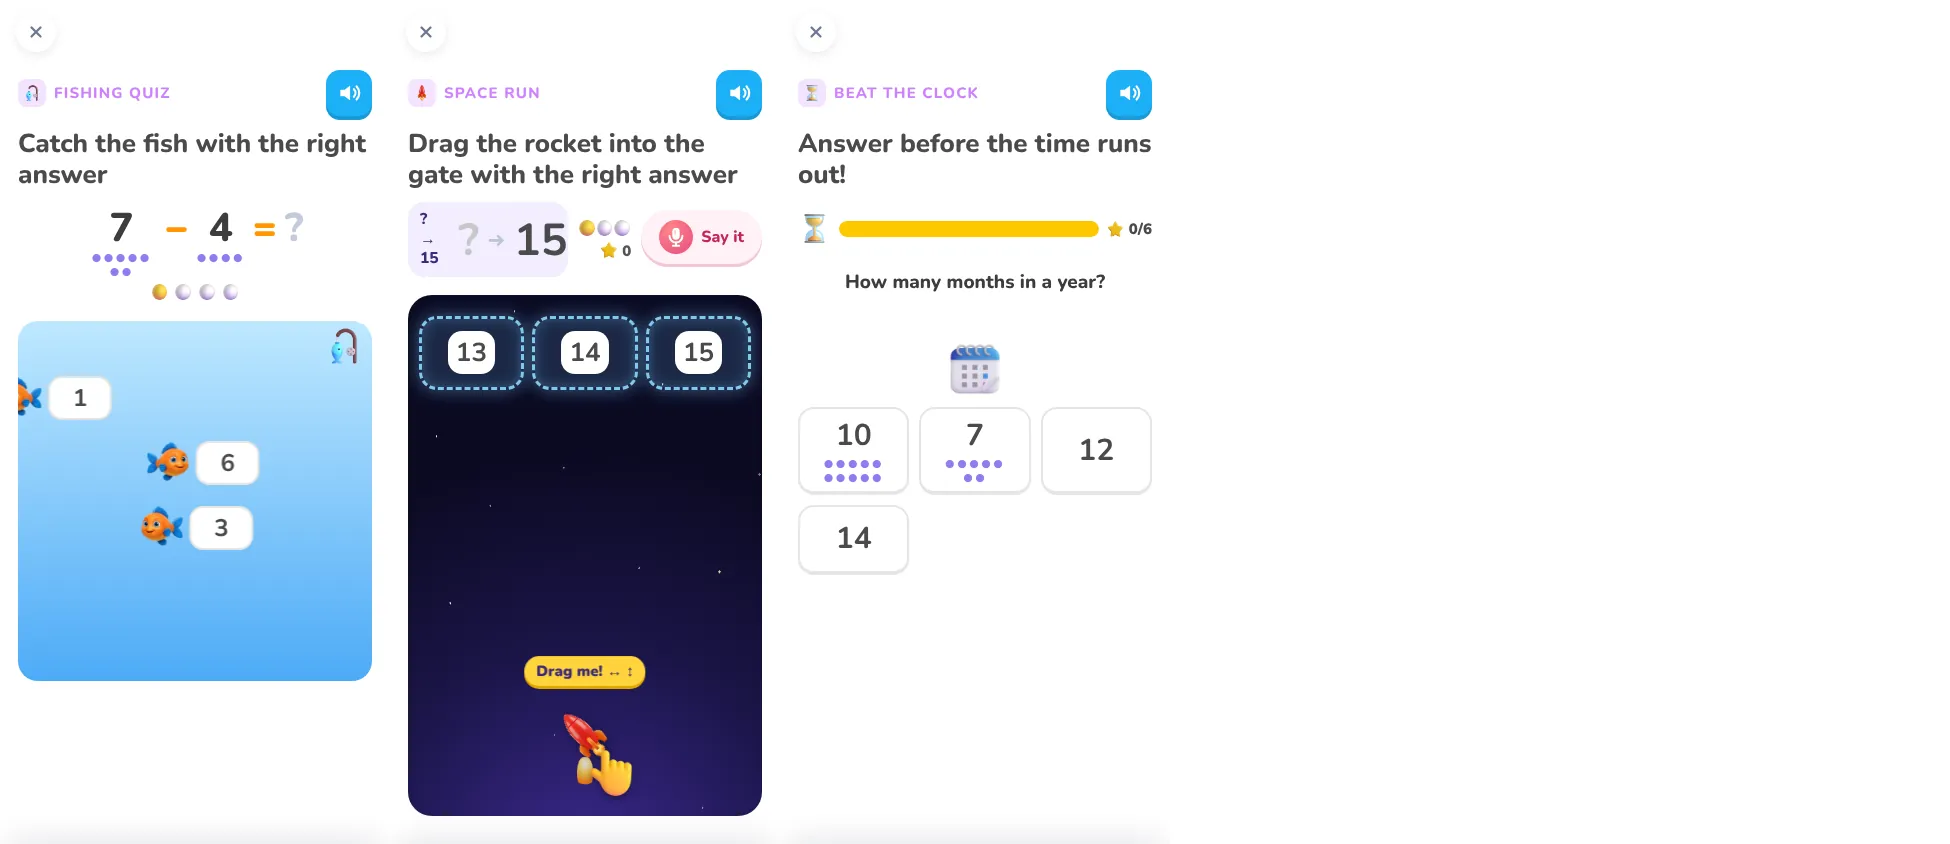 FISHING QUIZ
Catch the fish with the right
answer
7 − 4 = ?
1
6
3
SPACE RUN
Drag the rocket into the
gate with the right answer
?
→
15
? → 15
0
Say it
13 14 15
Drag me! ↔ ↕
BEAT THE CLOCK
Answer before the time runs
out!
0/6
How many months in a year?
10 7 12
14